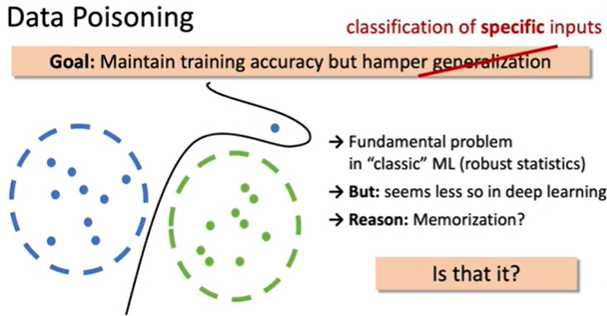 Data Poisoning
classification of specific inputs
Goal: Maintain training accuracy but hamper generalization
→ Fundamental problem
in “classic” ML (robust statistics)
→ But: seems less so in deep learning
→ Reason: Memorization?
Is that it?